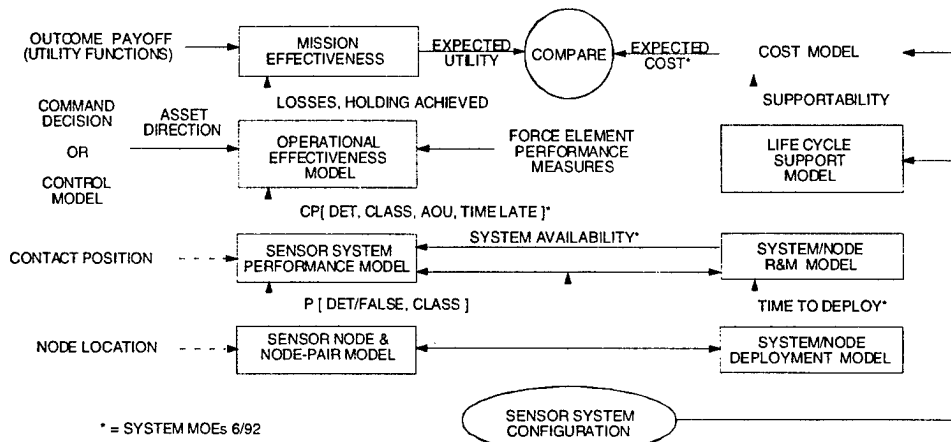 OUTCOME PAYOFF
(UTILITY FUNCTIONS)
MISSION
EFFECTIVENESS
EXPECTED
UTILITY
COMPARE
EXPECTED
COST*
COST MODEL
LOSSES, HOLDING ACHIEVED
SUPPORTABILITY
COMMAND
DECISION
OR
CONTROL
MODEL
ASSET
DIRECTION
OPERATIONAL
EFFECTIVENESS
MODEL
FORCE ELEMENT
PERFORMANCE
MEASURES
LIFE CYCLE
SUPPORT
MODEL
CP[ DET, CLASS, AOU, TIME LATE ]*
SYSTEM AVAILABILITY*
CONTACT POSITION
SENSOR SYSTEM
PERFORMANCE MODEL
SYSTEM/NODE
R&M MODEL
P [ DET/FALSE, CLASS ]
TIME TO DEPLOY*
NODE LOCATION
SENSOR NODE &
NODE-PAIR MODEL
SYSTEM/NODE
DEPLOYMENT MODEL
* = SYSTEM MOEs 6/92
SENSOR SYSTEM
CONFIGURATION